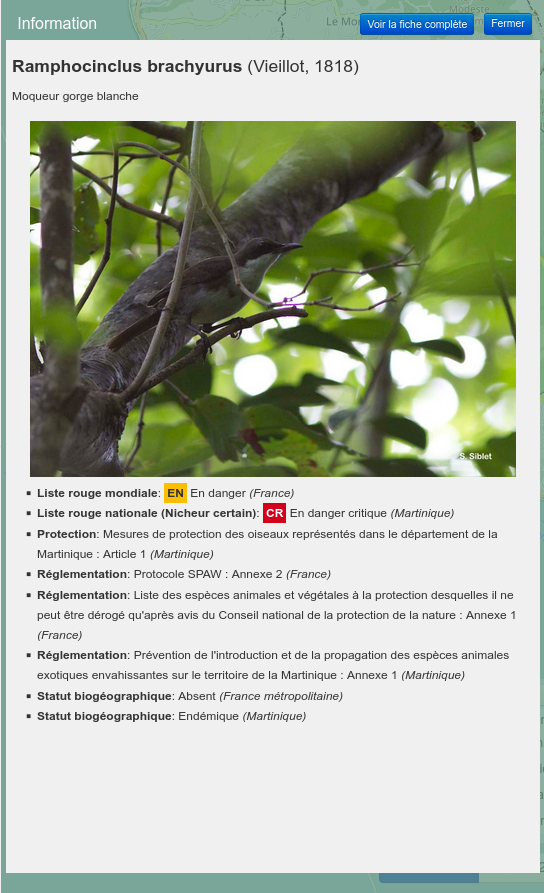 Information
Le Mo
Modeste
Voir la fiche complète
Fermer
Ramphocinclus brachyurus (Vieillot, 1818)
Moqueur gorge blanche
S. Siblet
Liste rouge mondiale: EN En danger (France)
Liste rouge nationale (Nicheur certain): CR En danger critique (Martinique)
Protection: Mesures de protection des oiseaux représentés dans le département de la
Martinique : Article 1 (Martinique)
Réglementation: Protocole SPAW : Annexe 2 (France)
Réglementation: Liste des espèces animales et végétales à la protection desquelles il ne
peut être dérogé qu'après avis du Conseil national de la protection de la nature : Annexe 1
(France)
Réglementation: Prévention de l'introduction et de la propagation des espèces animales
exotiques envahissantes sur le territoire de la Martinique : Annexe 1 (Martinique)
Statut biogéographique: Absent (France métropolitaine)
Statut biogéographique: Endémique (Martinique)